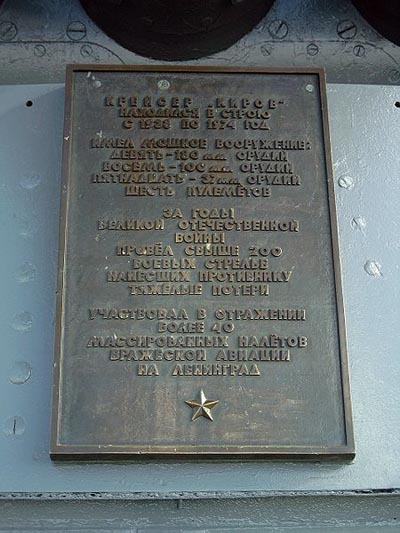 КРЕЙСЕР „КИРОВ"
НАХОДИЛСЯ В СТРОЮ
С 1938 ПО 1974 ГОД
ИМЕЛ МОЩНОЕ ВООРУЖЕНИЕ:
ДЕВЯТЬ-180 мм ОРУДИЙ
ВОСЕМЬ-100 мм ОРУДИЙ
ПЯТНАДЦАТЬ-37 мм ОРУДИЙ
ШЕСТЬ ПУЛЕМЁТОВ
ЗА ГОДЫ
ВЕЛИКОЙ ОТЕЧЕСТВЕННОЙ
ВОЙНЫ
ПРОВЁЛ СВЫШЕ 200
БОЕВЫХ СТРЕЛЬБ
НАНЕСШИХ ПРОТИВНИКУ
ТЯЖЁЛЫЕ ПОТЕРИ
УЧАСТВОВАЛ В ОТРАЖЕНИИ
БОЛЕЕ 40
МАССИРОВАННЫХ НАЛЁТОВ
ВРАЖЕСКОЙ АВИАЦИИ
НА ЛЕНИНГРАД